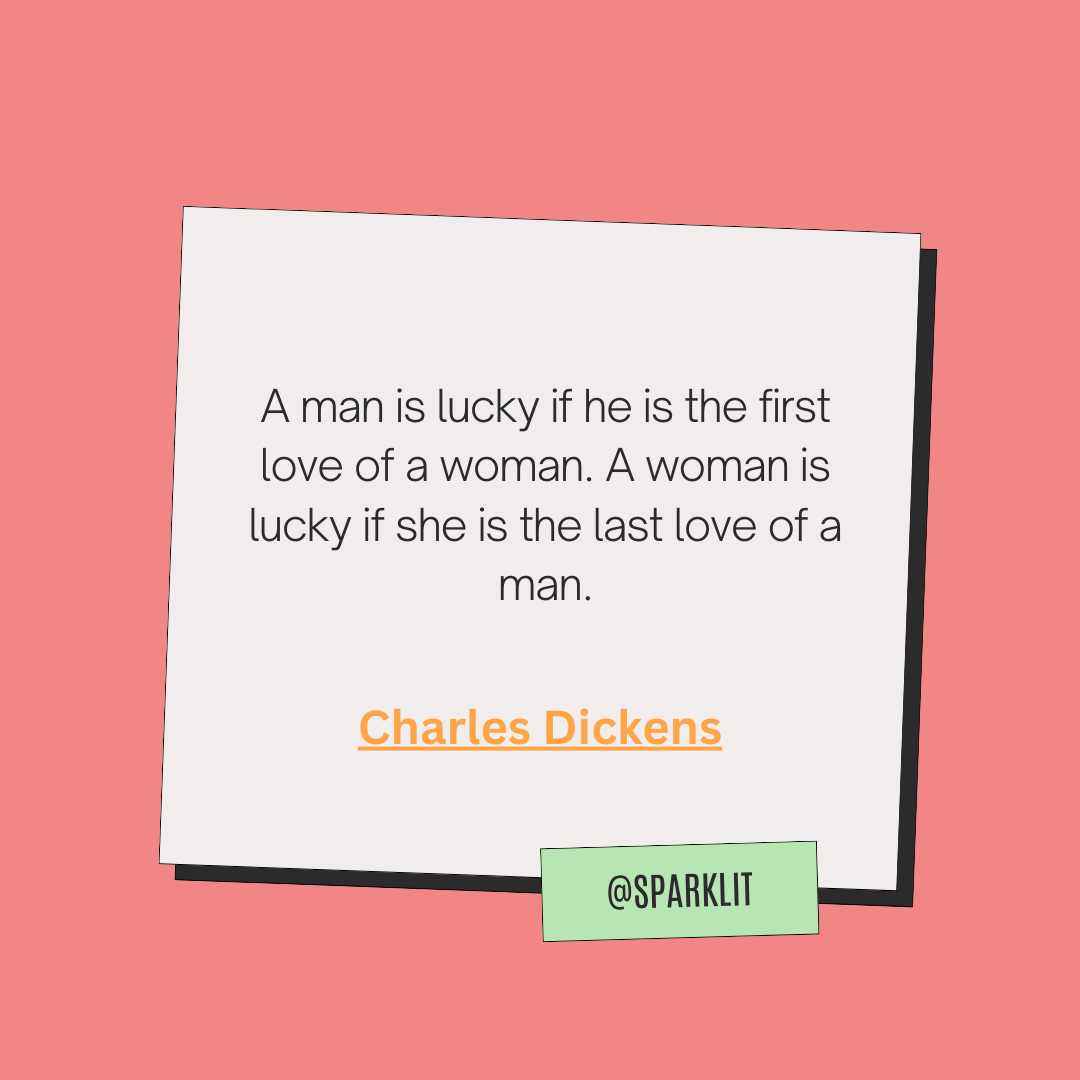 A man is lucky if he is the first
love of a woman. A woman is
lucky if she is the last love of a
man.
Charles Dickens
@SPARKLIT